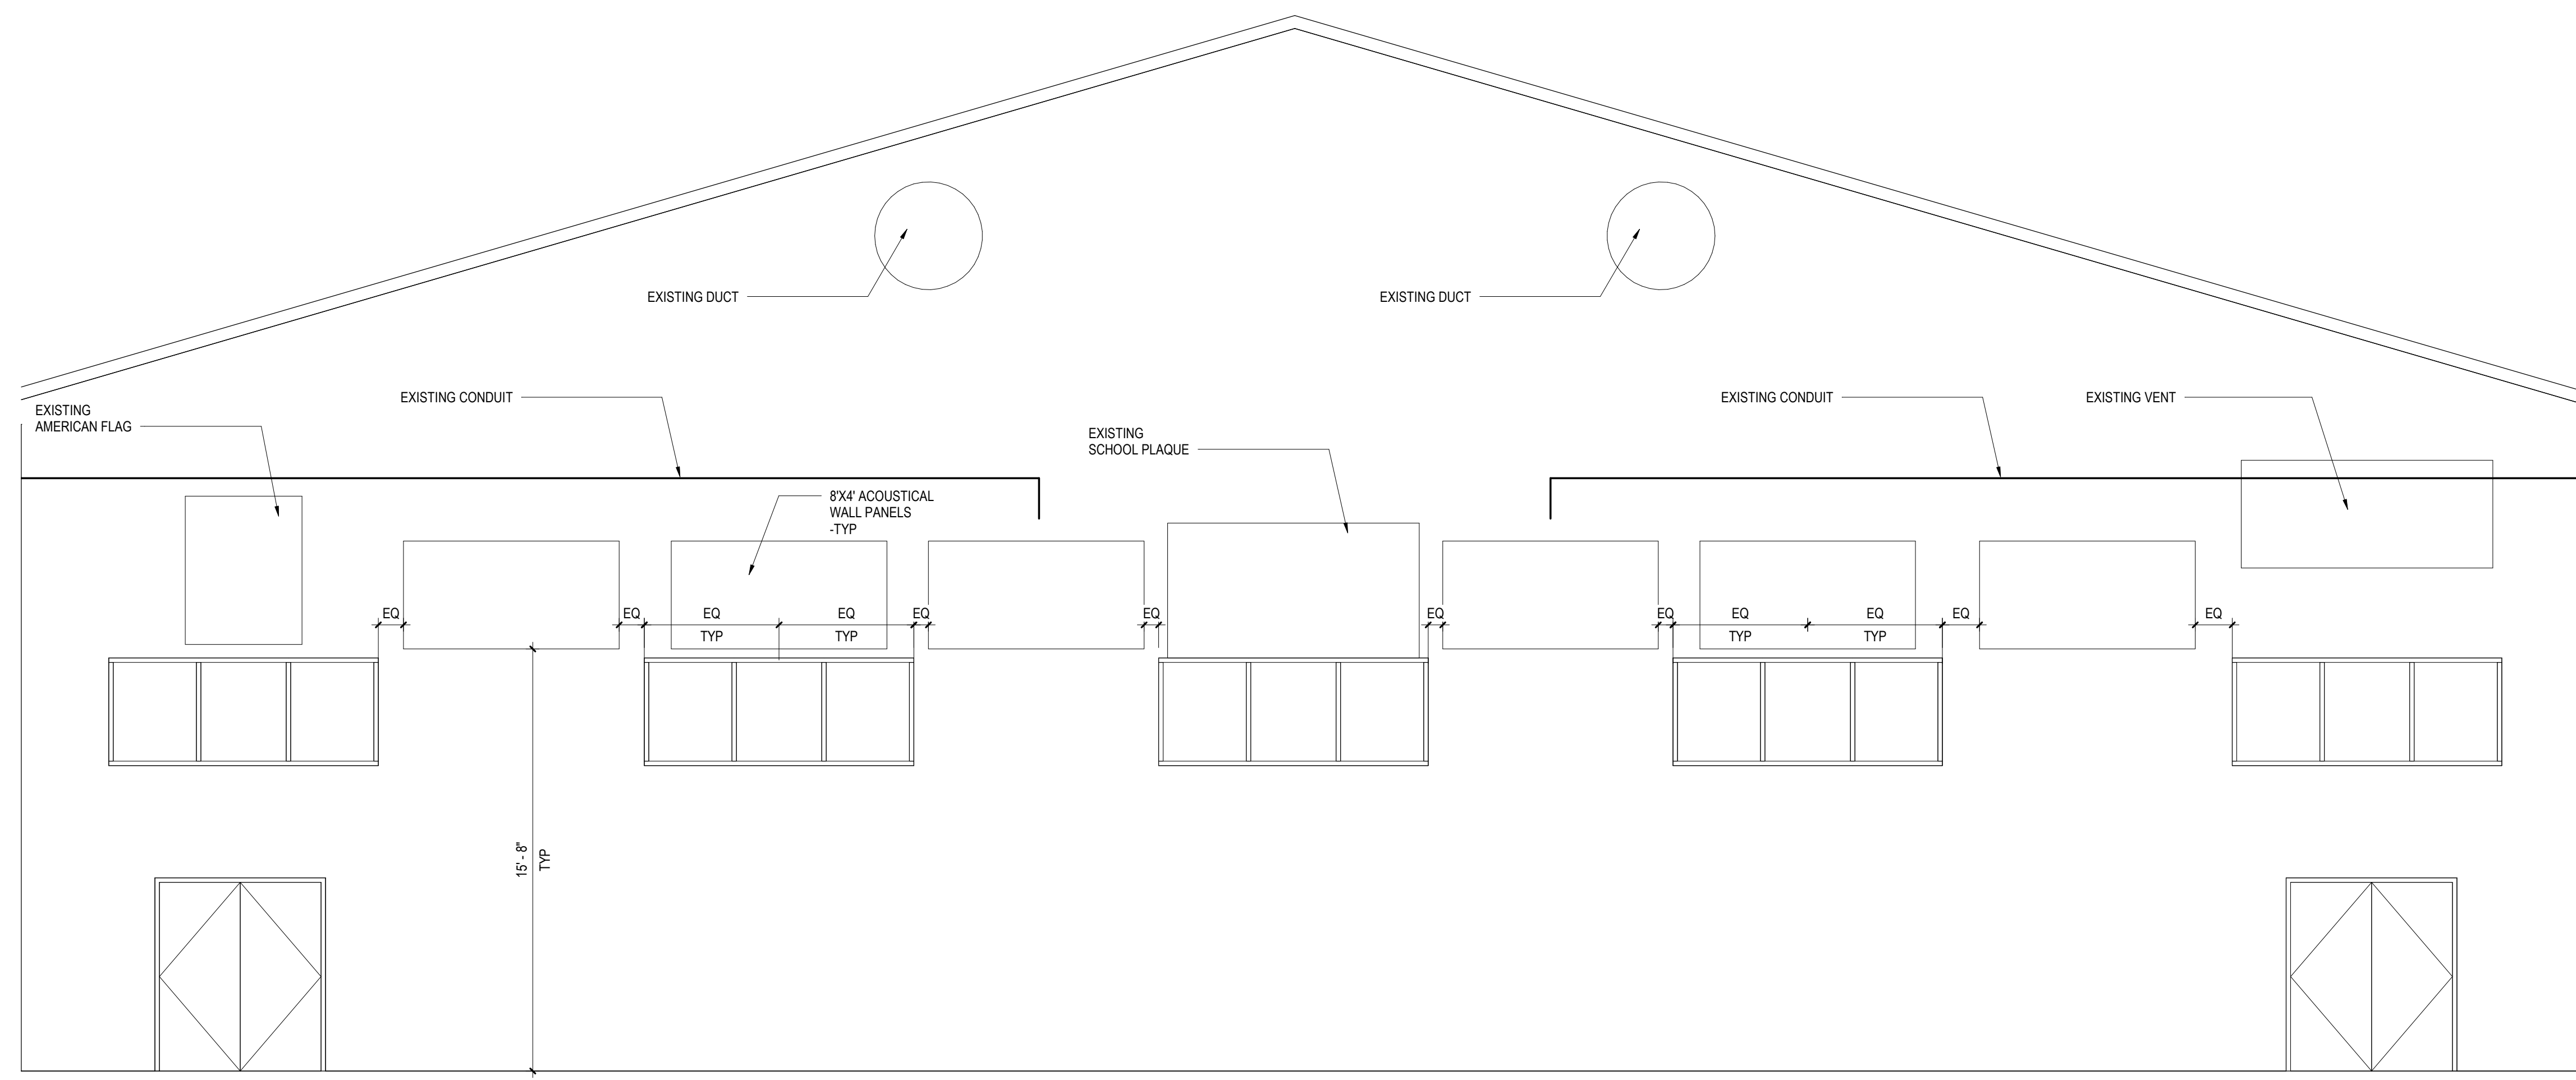 EXISTING DUCT
EXISTING DUCT
EXISTING CONDUIT
EXISTING CONDUIT
EXISTING VENT
EXISTING
AMERICAN FLAG
EXISTING
SCHOOL PLAQUE
8'X4' ACOUSTICAL
WALL PANELS
-TYP
EQ
EQ
EQ
TYP
EQ
TYP
EQ
EQ
EQ
EQ
EQ
TYP
EQ
TYP
EQ
EQ
15' - 8"
TYP